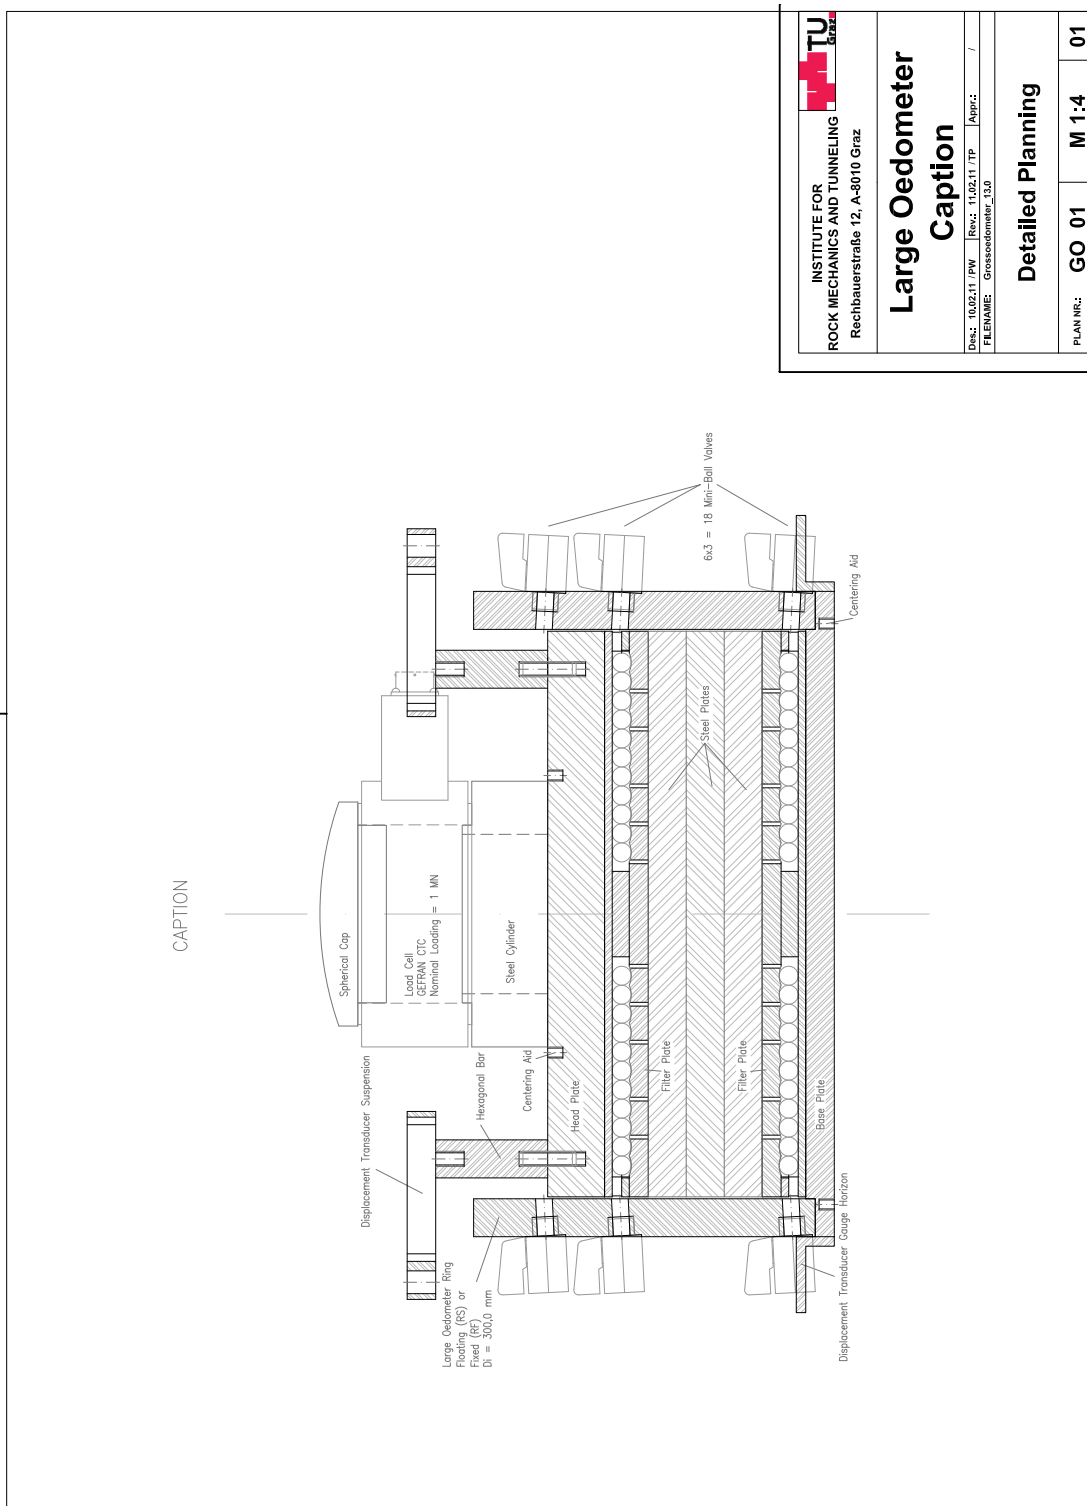 CAPTION
Spherical Cap
Load Cell
GEFRAN CTC
Nominal Loading = 1 MN
Steel Cylinder
Displacement Transducer Suspension
Hexagonal Bar
Centering Aid
Head Plate
Large Oedometer Ring
Floating (RS) or
Fixed (RF)
Di = 300,0 mm
Filter Plate
Steel Plates
Filter Plate
Base Plate
6x3 = 18 Mini-Ball Valves
Centering Aid
Displacement Transducer Gauge Horizon
INSTITUTE FOR
ROCK MECHANICS AND TUNNELING
Rechbauerstraße 12, A-8010 Graz
TU
Graz
Large Oedometer
Caption
Des.: 10.02.11 / PW Rev.: 11.02.11 / TP Appr.: /
FILENAME: Grossoedometer_13.0
Detailed Planning
PLAN NR.: GO 01 M 1:4 01